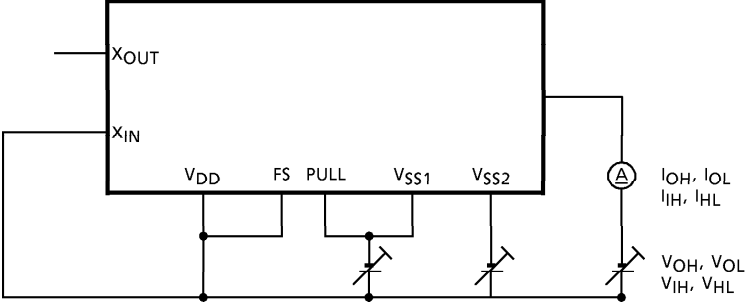 XOUT
XIN
VDD FS PULL VSS1 VSS2
A
IOH, IOL
IIH, IHL
VOH, VOL
VIH, VHL